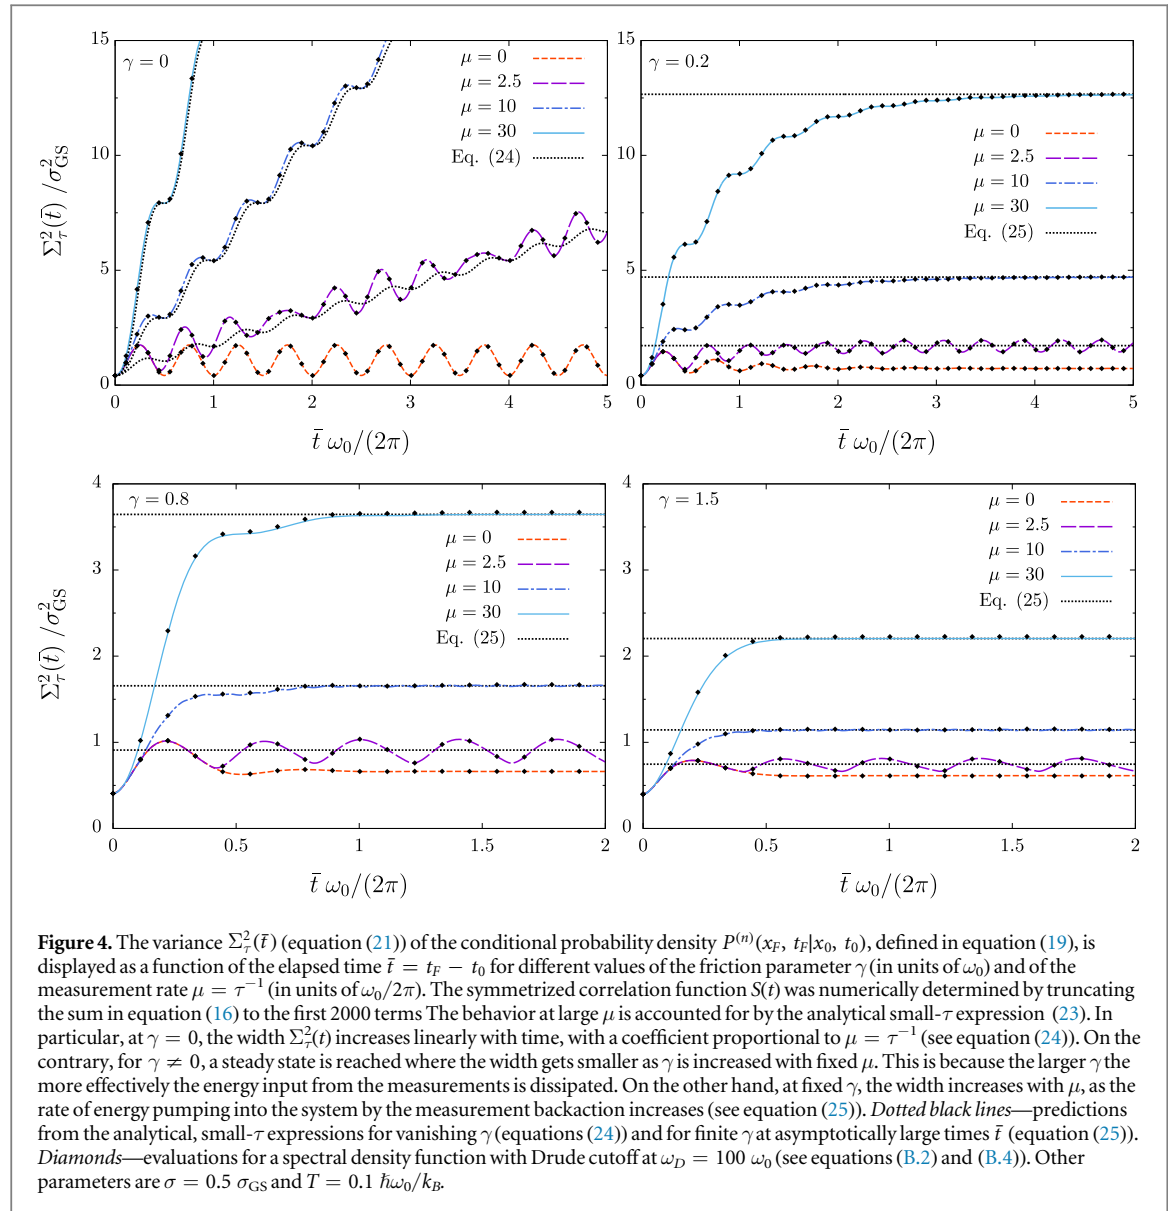 15
10
5
0
γ = 0
μ = 0
μ = 2.5
μ = 10
μ = 30
Eq. (24)
Σ²_τ(t̄) /σ²_GS
0 1 2 3 4 5
t̄ ω₀/(2π)
15
10
5
0
γ = 0.2
μ = 0
μ = 2.5
μ = 10
μ = 30
Eq. (25)
0 1 2 3 4 5
t̄ ω₀/(2π)
4
3
2
1
0
γ = 0.8
μ = 0
μ = 2.5
μ = 10
μ = 30
Eq. (25)
Σ²_τ(t̄) /σ²_GS
0 0.5 1 1.5 2
t̄ ω₀/(2π)
4
3
2
1
0
γ = 1.5
μ = 0
μ = 2.5
μ = 10
μ = 30
Eq. (25)
0 0.5 1 1.5 2
t̄ ω₀/(2π)
Figure 4. The variance Σ²_τ(t̄) (equation (21)) of the conditional probability density P⁽ⁿ⁾(x_F, t_F|x₀, t₀), defined in equation (19), is
displayed as a function of the elapsed time t̄ = t_F − t₀ for different values of the friction parameter γ (in units of ω₀) and of the
measurement rate μ = τ⁻¹ (in units of ω₀/2π). The symmetrized correlation function S(t) was numerically determined by truncating
the sum in equation (16) to the first 2000 terms The behavior at large μ is accounted for by the analytical small-τ expression (23). In
particular, at γ = 0, the width Σ²_τ(t) increases linearly with time, with a coefficient proportional to μ = τ⁻¹ (see equation (24)). On the
contrary, for γ ≠ 0, a steady state is reached where the width gets smaller as γ is increased with fixed μ. This is because the larger γ the
more effectively the energy input from the measurements is dissipated. On the other hand, at fixed γ, the width increases with μ, as the
rate of energy pumping into the system by the measurement backaction increases (see equation (25)). Dotted black lines—predictions
from the analytical, small-τ expressions for vanishing γ (equations (24)) and for finite γ at asymptotically large times t̄ (equation (25)).
Diamonds—evaluations for a spectral density function with Drude cutoff at ω_D = 100 ω₀ (see equations (B.2) and (B.4)). Other
parameters are σ = 0.5 σ_GS and T = 0.1 ℏω₀/k_B.